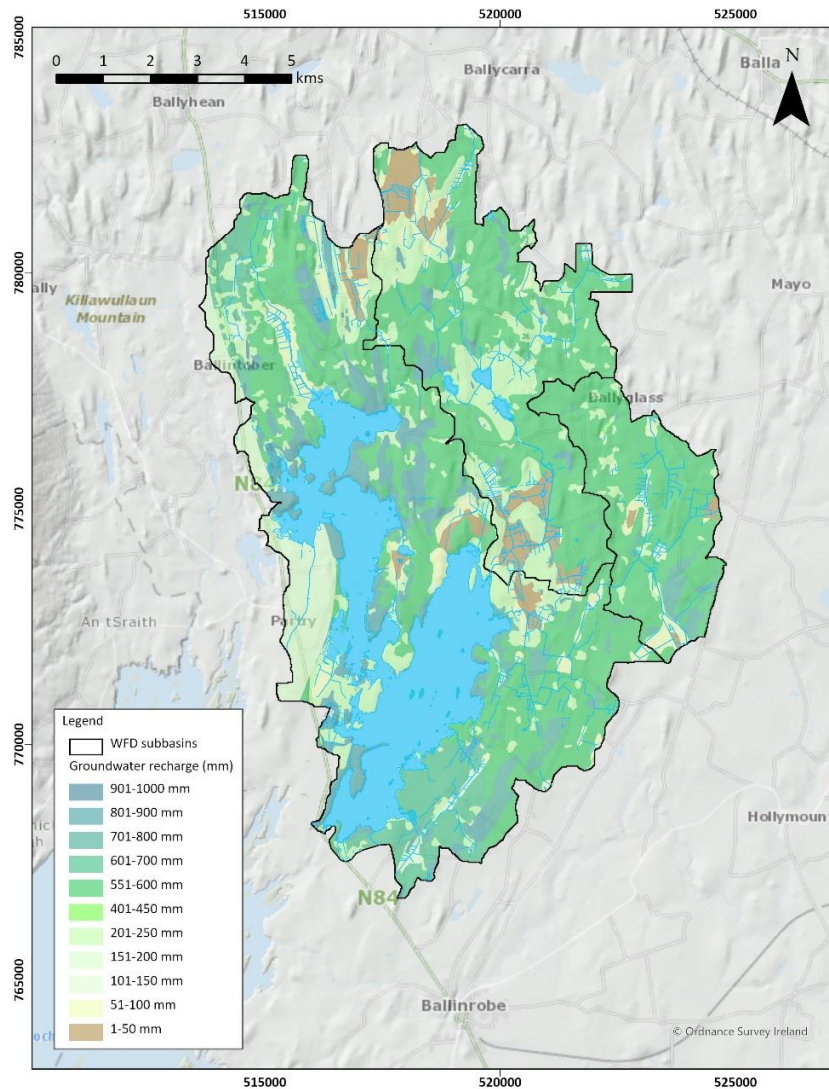 515000 520000 525000
785000
780000
775000
770000
765000
0 1 2 3 4 5
kms
N
Ballycarra
Balla
Ballyhean
Mayo
Killawullaun
Mountain
Ballintober
N84
An tSraith
Partry
Hollymount
N84
Ballinrobe
Legend
WFD subbasins
Groundwater recharge (mm)
901-1000 mm
801-900 mm
701-800 mm
601-700 mm
551-600 mm
401-450 mm
201-250 mm
151-200 mm
101-150 mm
51-100 mm
1-50 mm
© Ordnance Survey Ireland
515000 520000 525000